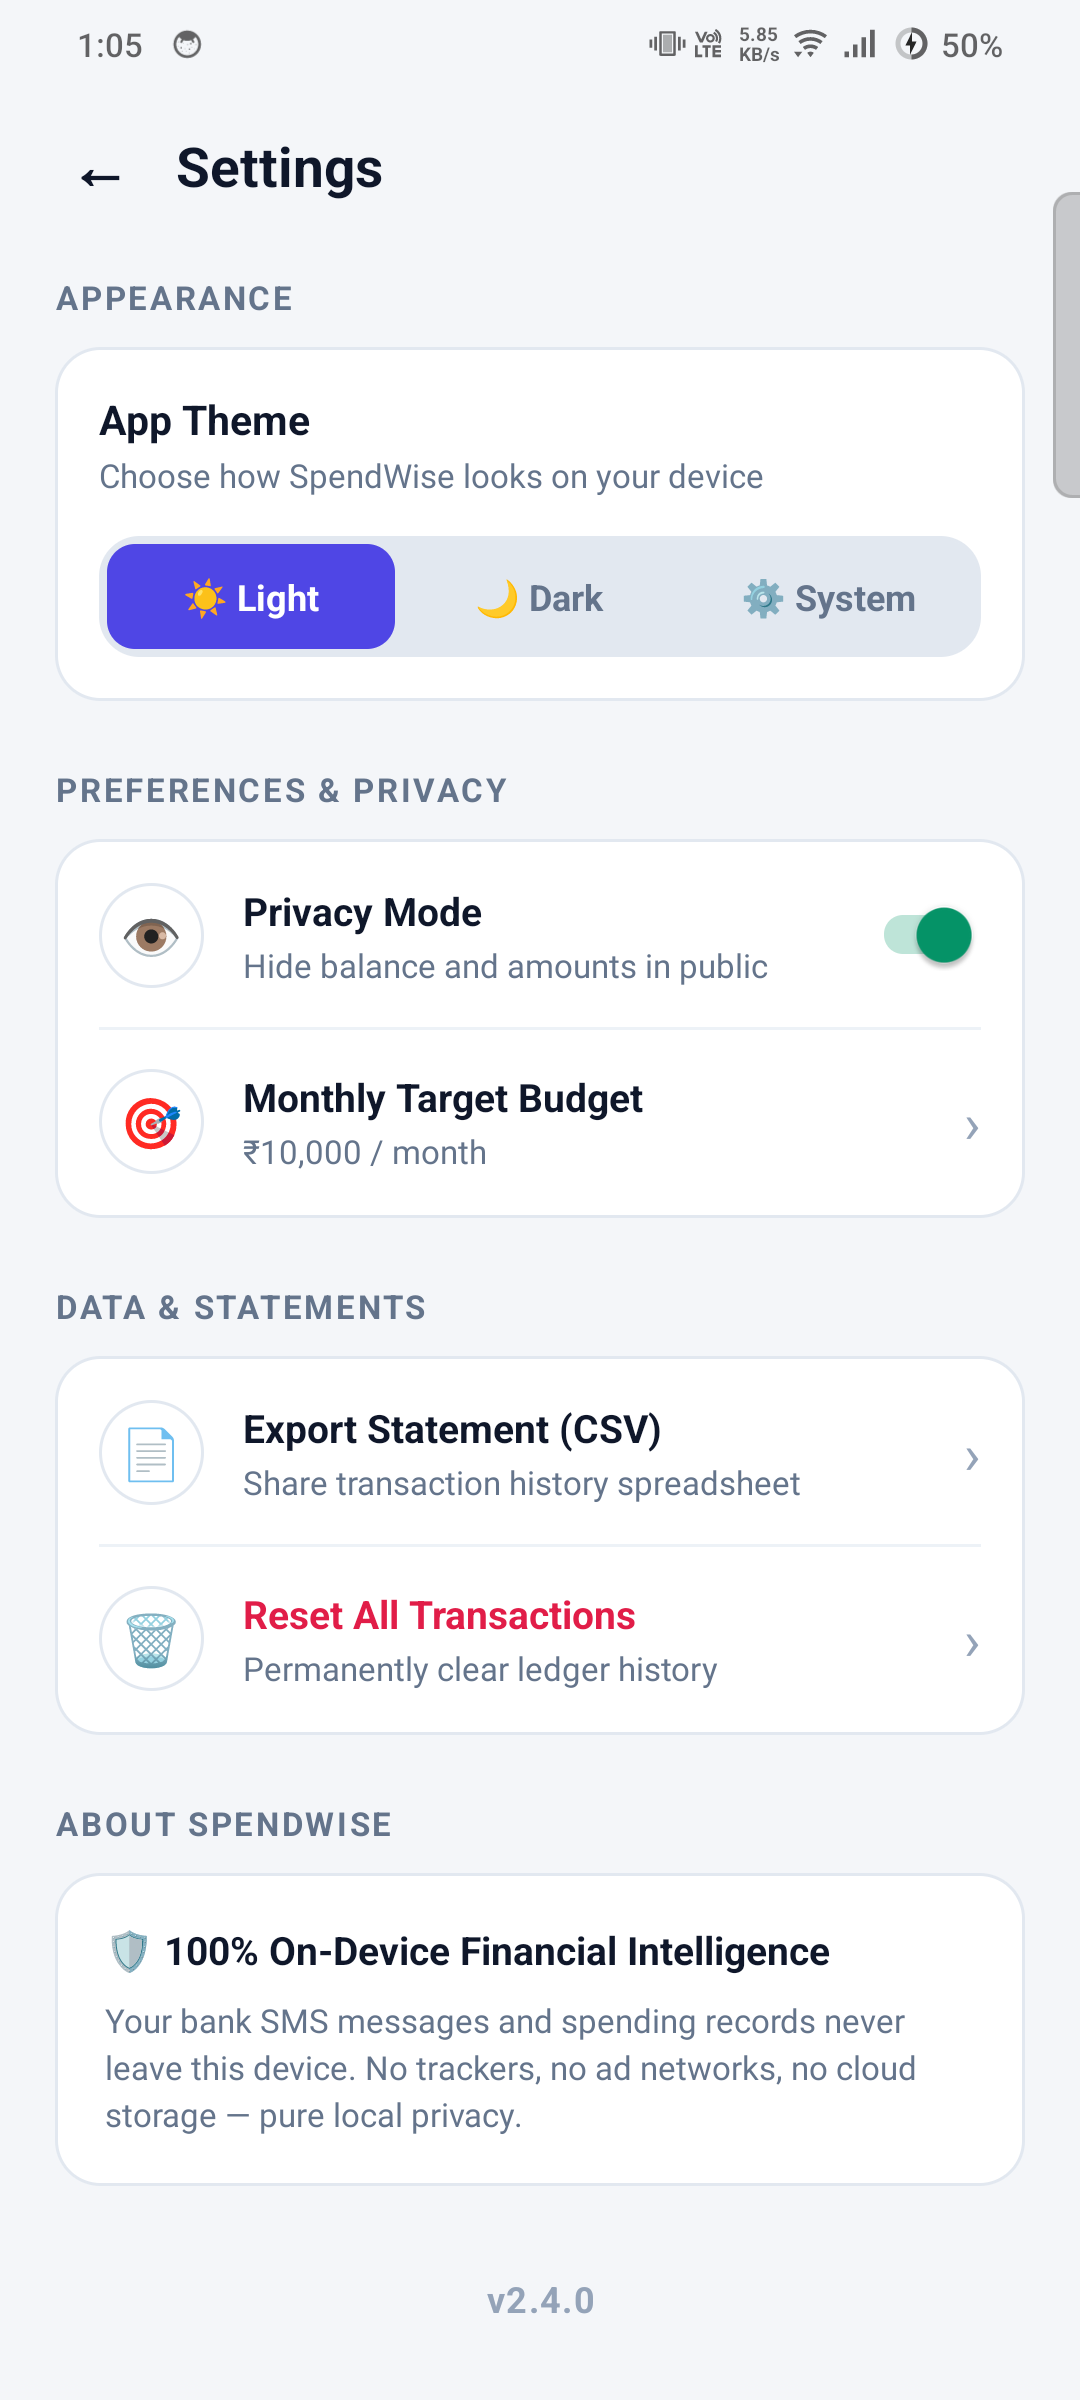 1:05
Vo) LTE
5.85 KB/s
50%
← Settings
APPEARANCE
App Theme
Choose how SpendWise looks on your device
☀️ Light
🌙 Dark
⚙️ System
PREFERENCES & PRIVACY
Privacy Mode
Hide balance and amounts in public
Monthly Target Budget
₹10,000 / month
DATA & STATEMENTS
Export Statement (CSV)
Share transaction history spreadsheet
Reset All Transactions
Permanently clear ledger history
ABOUT SPENDWISE
🛡️ 100% On-Device Financial Intelligence
Your bank SMS messages and spending records never
leave this device. No trackers, no ad networks, no cloud
storage — pure local privacy.
v2.4.0